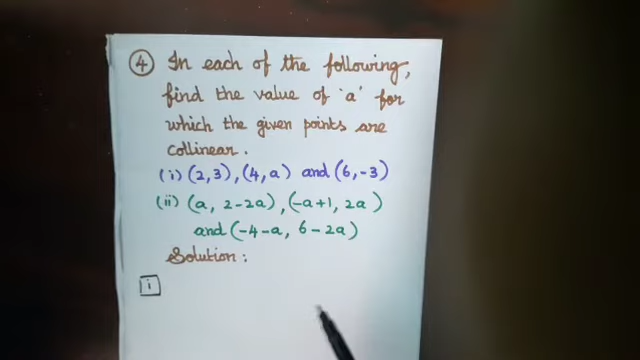 4 In each of the following,
find the value of 'a' for
which the given points are
collinear.
(i) (2,3), (4,a) and (6,-3)
(ii) (a, 2-2a), (-a+1, 2a)
and (-4-a, 6-2a)
Solution:
i